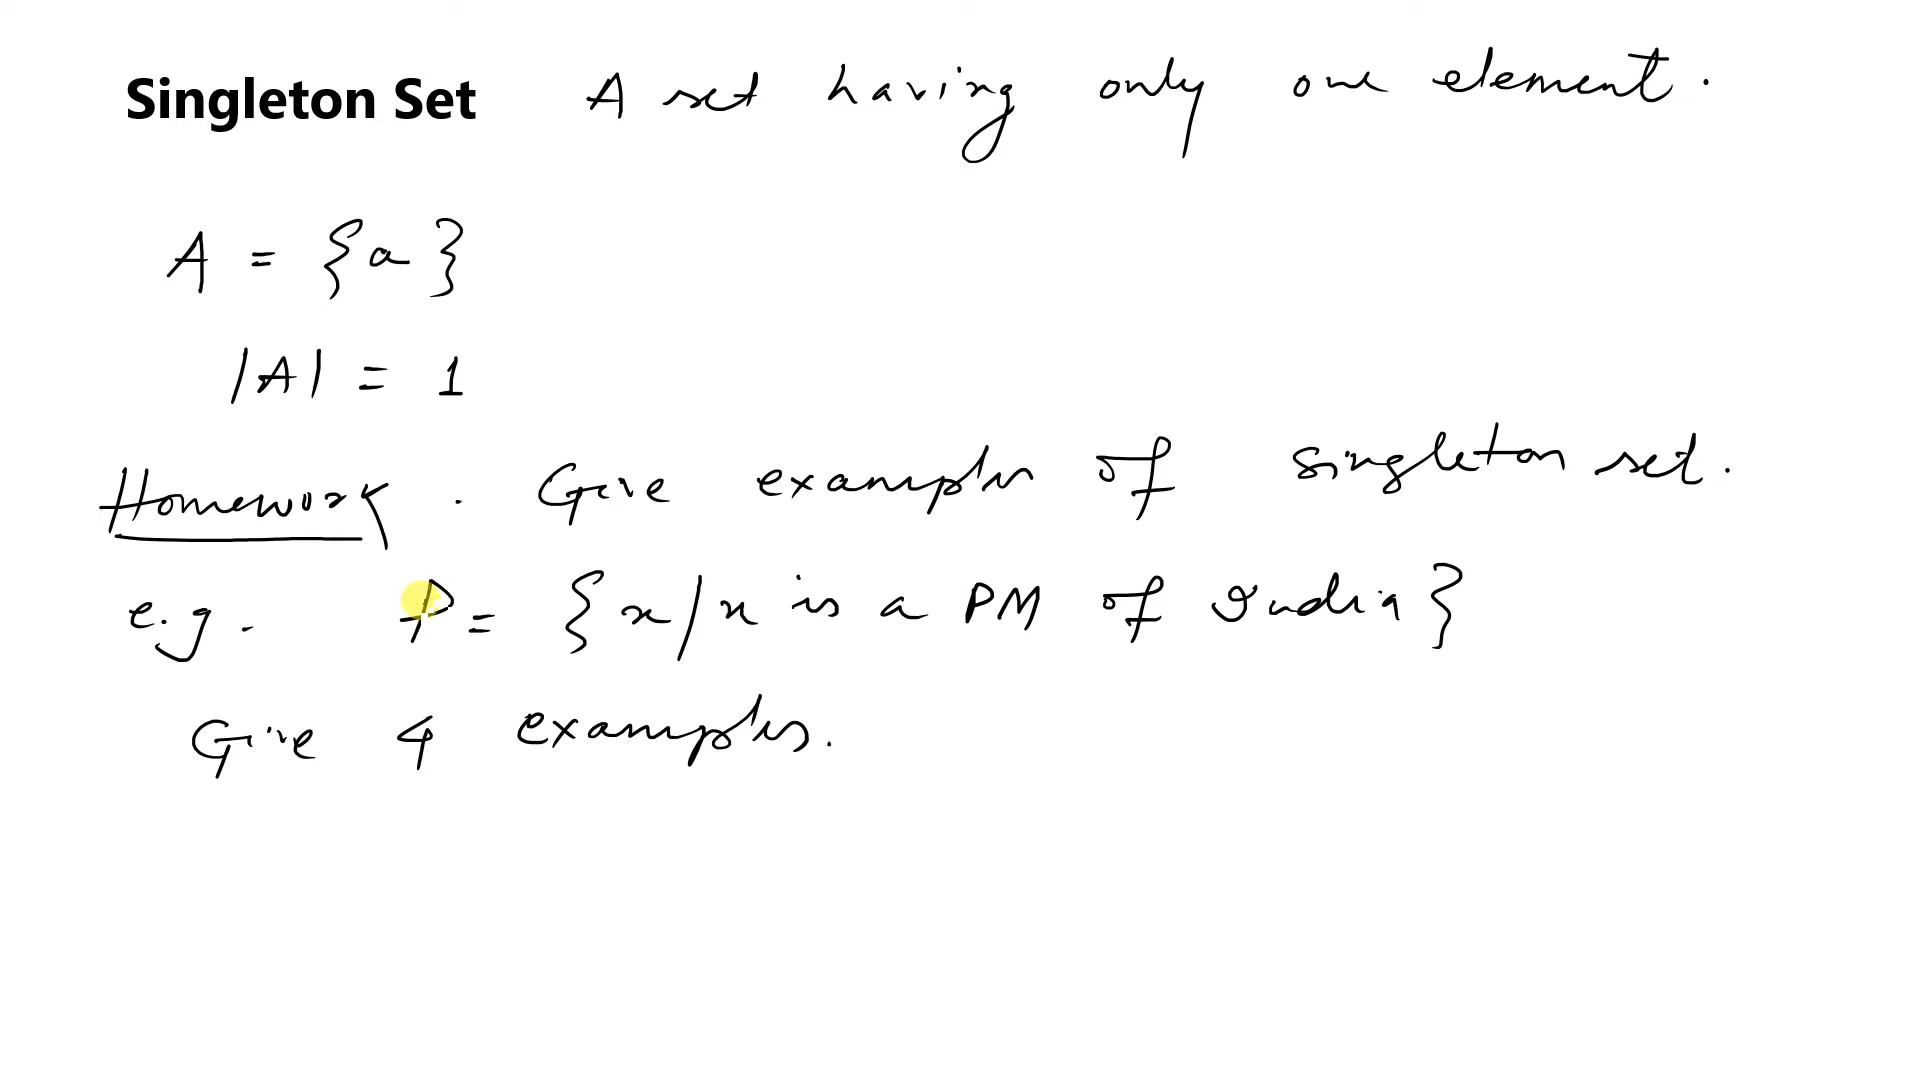 Singleton Set A set having only one element.
A = {a}
|A| = 1
Homework. Give examples of singleton set.
e.g. P = {x/x is a PM of India}
Give 4 examples.